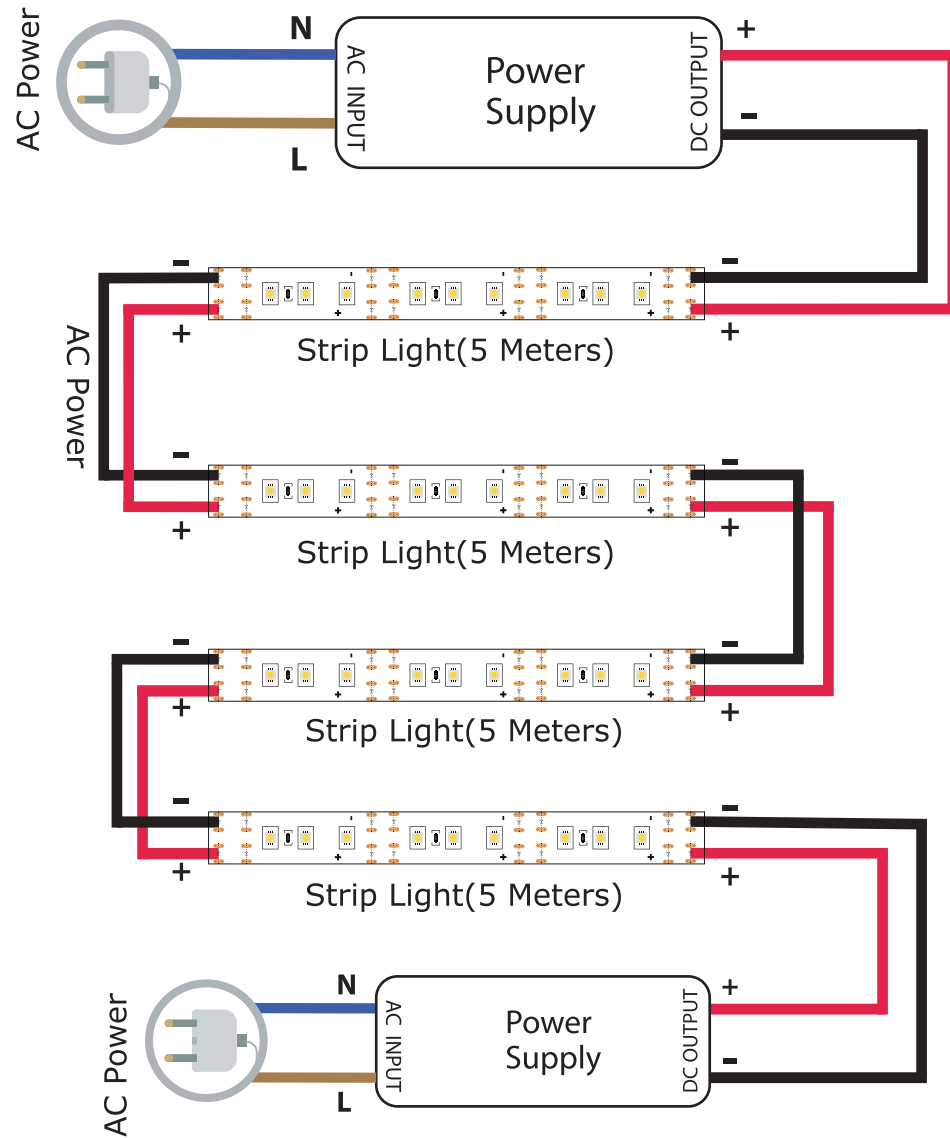 AC Power
N
L
AC INPUT
Power
Supply
DC OUTPUT
+
-
-
+
-
+
Strip Light(5 Meters)
AC Power
-
+
-
+
Strip Light(5 Meters)
-
+
-
+
Strip Light(5 Meters)
-
+
-
+
Strip Light(5 Meters)
AC Power
N
L
AC INPUT
Power
Supply
DC OUTPUT
+
-